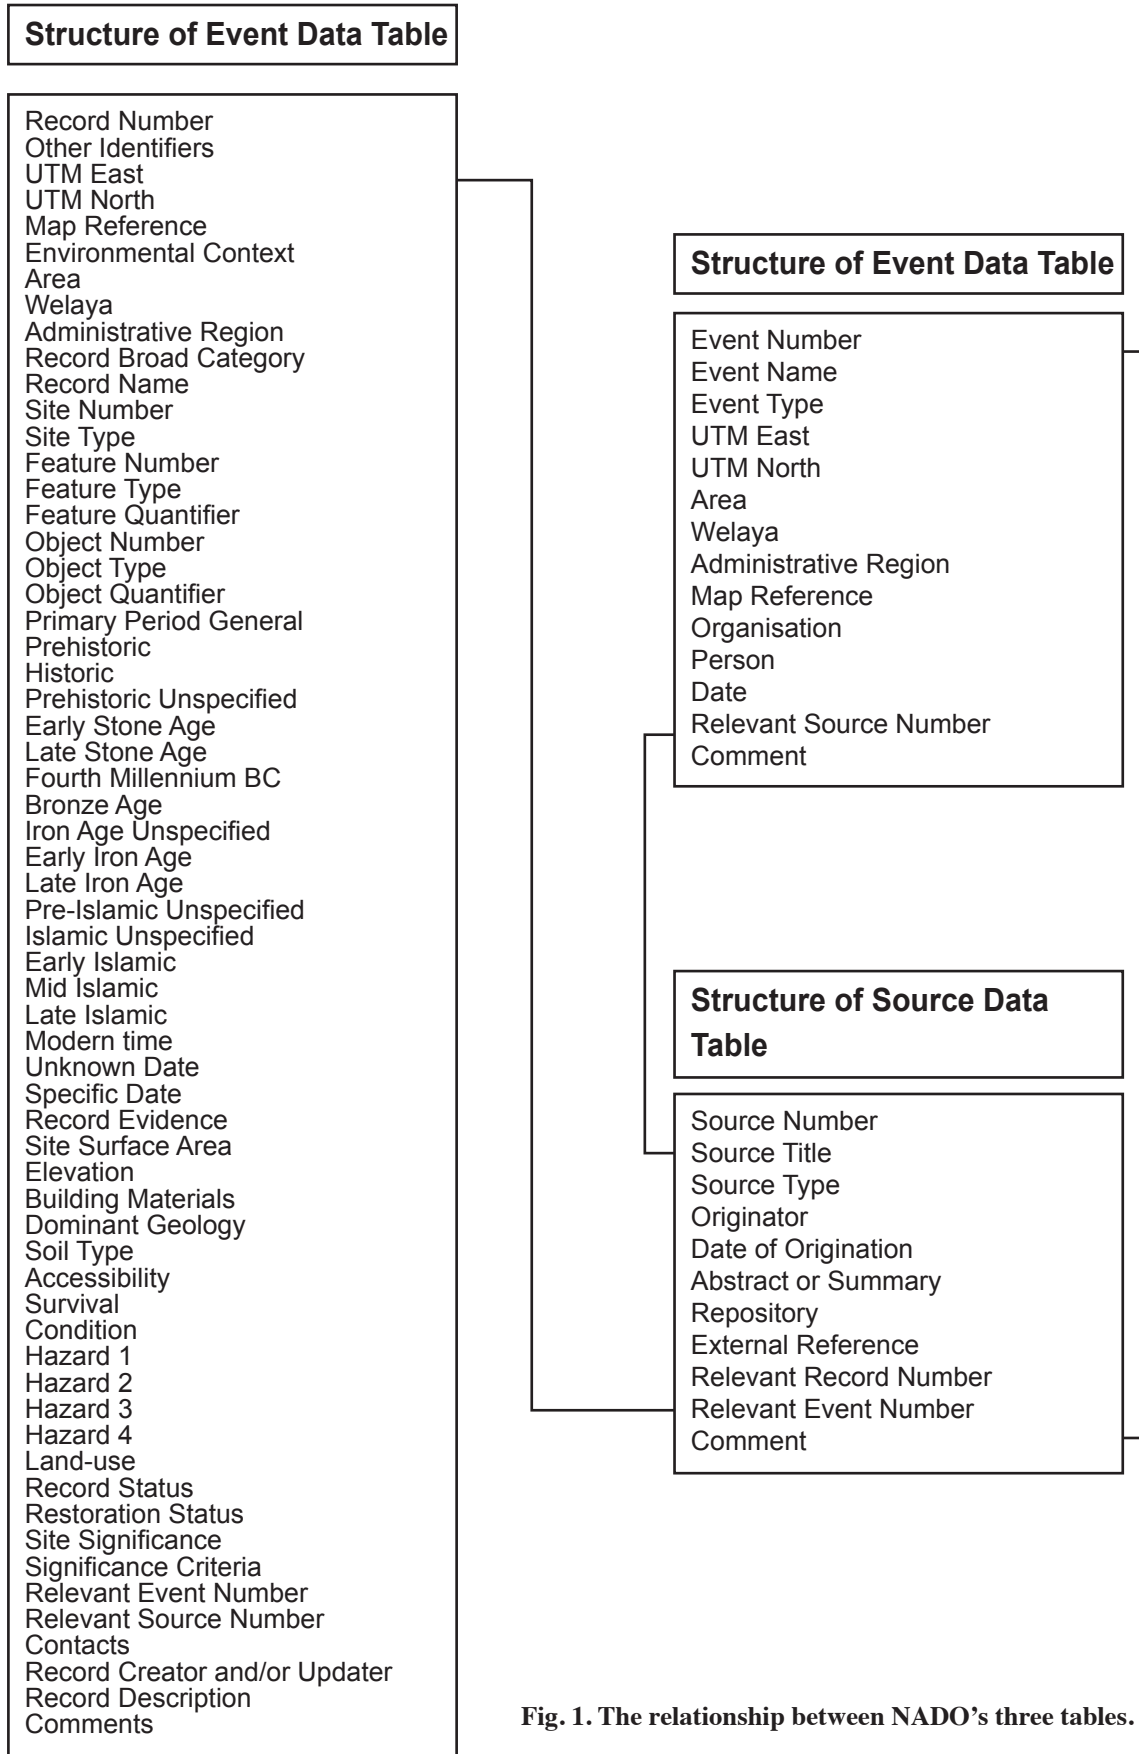 Structure of Event Data Table
Record Number
Other Identifiers
UTM East
UTM North
Map Reference
Environmental Context
Area
Welaya
Administrative Region
Record Broad Category
Record Name
Site Number
Site Type
Feature Number
Feature Type
Feature Quantifier
Object Number
Object Type
Object Quantifier
Primary Period General
Prehistoric
Historic
Prehistoric Unspecified
Early Stone Age
Late Stone Age
Fourth Millennium BC
Bronze Age
Iron Age Unspecified
Early Iron Age
Late Iron Age
Pre-Islamic Unspecified
Islamic Unspecified
Early Islamic
Mid Islamic
Late Islamic
Modern time
Unknown Date
Specific Date
Record Evidence
Site Surface Area
Elevation
Building Materials
Dominant Geology
Soil Type
Accessibility
Survival
Condition
Hazard 1
Hazard 2
Hazard 3
Hazard 4
Land-use
Record Status
Restoration Status
Site Significance
Significance Criteria
Relevant Event Number
Relevant Source Number
Contacts
Record Creator and/or Updater
Record Description
Comments
Structure of Event Data Table
Event Number
Event Name
Event Type
UTM East
UTM North
Area
Welaya
Administrative Region
Map Reference
Organisation
Person
Date
Relevant Source Number
Comment
Structure of Source Data
Table
Source Number
Source Title
Source Type
Originator
Date of Origination
Abstract or Summary
Repository
External Reference
Relevant Record Number
Relevant Event Number
Comment
Fig. 1. The relationship between NADO's three tables.